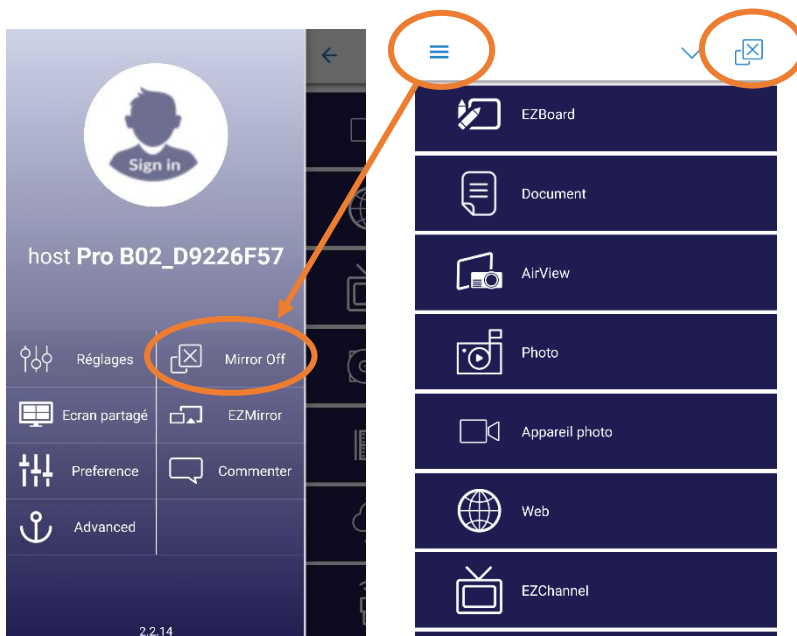 Sign in
host Pro B02_D9226F57
Réglages
Mirror Off
Ecran partagé
EZMirror
Preference
Commenter
Advanced
2.2.14
EZBoard
Document
AirView
Photo
Appareil photo
Web
EZChannel